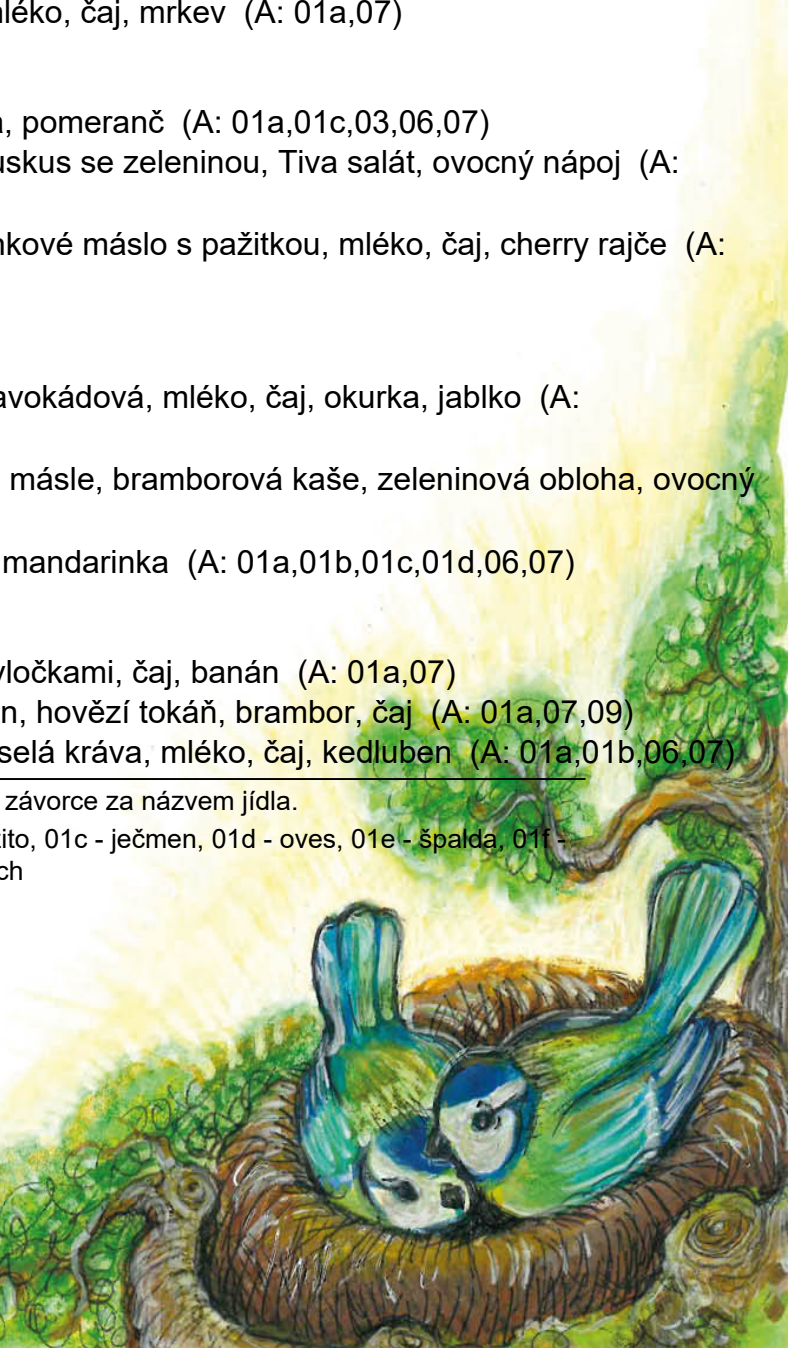 mléko, čaj, mrkev (A: 01a,07)
, pomeranč (A: 01a,01c,03,06,07)
uskus se zeleninou, Tiva salát, ovocný nápoj (A:
nkové máslo s pažitkou, mléko, čaj, cherry rajče (A:
avokádová, mléko, čaj, okurka, jablko (A:
másle, bramborová kaše, zeleninová obloha, ovocný
mandarinka (A: 01a,01b,01c,01d,06,07)
vločkami, čaj, banán (A: 01a,07)
n, hovězí tokáň, brambor, čaj (A: 01a,07,09)
selá kráva, mléko, čaj, kedluben (A: 01a,01b,06,07)
závorce za názvem jídla.
žito, 01c - ječmen, 01d - oves, 01e - špalda, 01f -
ch